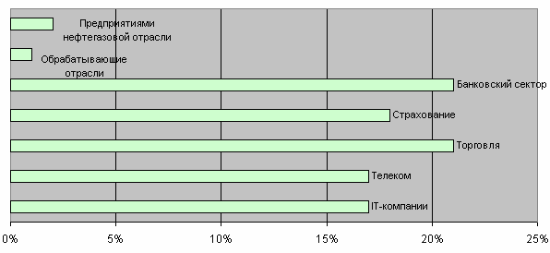 Предприятиями
нефтегазовой отрасли
Обрабатывающие
отрасли
Банковский сектор
Страхование
Торговля
Телеком
IT-компании
0% 5% 10% 15% 20% 25%